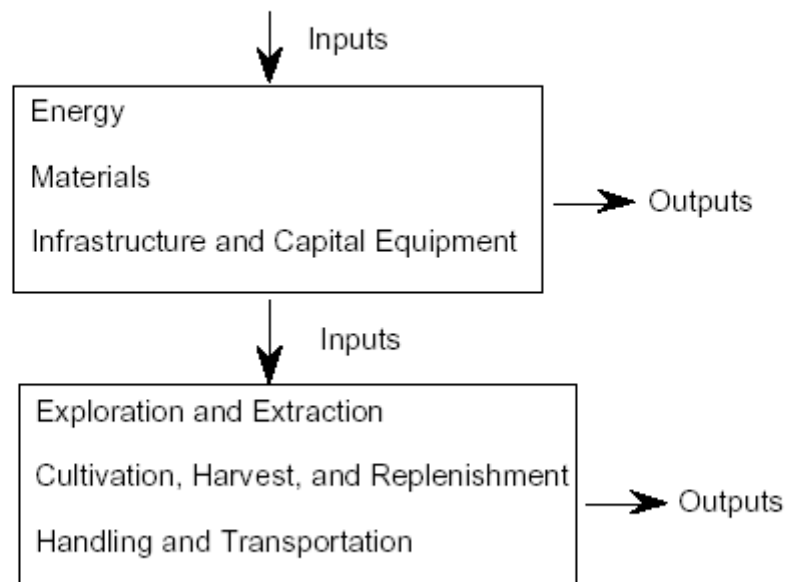 Inputs
Energy
Materials
Outputs
Infrastructure and Capital Equipment
Inputs
Exploration and Extraction
Cultivation, Harvest, and Replenishment
Outputs
Handling and Transportation